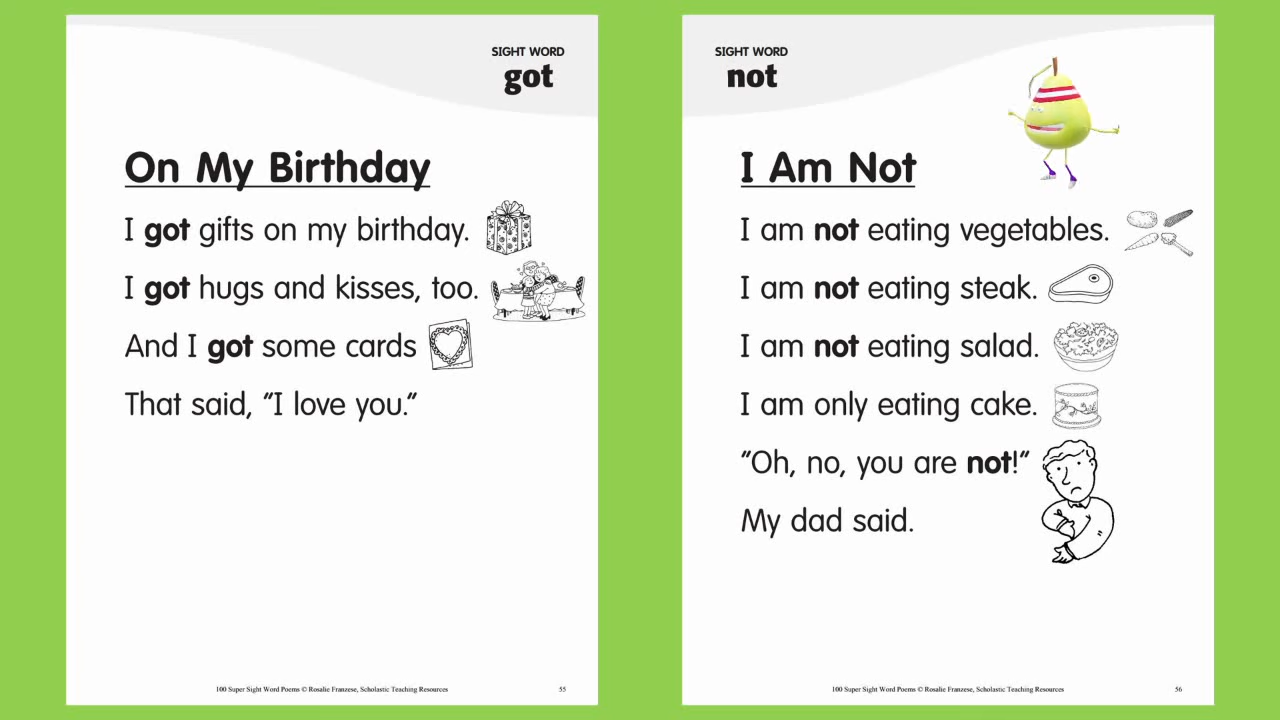 SIGHT WORD
got
On My Birthday
I got gifts on my birthday.
I got hugs and kisses, too.
And I got some cards
That said, "I love you."
100 Super Sight Word Poems © Rosalie Franzese, Scholastic Teaching Resources
55
SIGHT WORD
not
I Am Not
I am not eating vegetables.
I am not eating steak.
I am not eating salad.
I am only eating cake.
"Oh, no, you are not!"
My dad said.
100 Super Sight Word Poems © Rosalie Franzese, Scholastic Teaching Resources
56